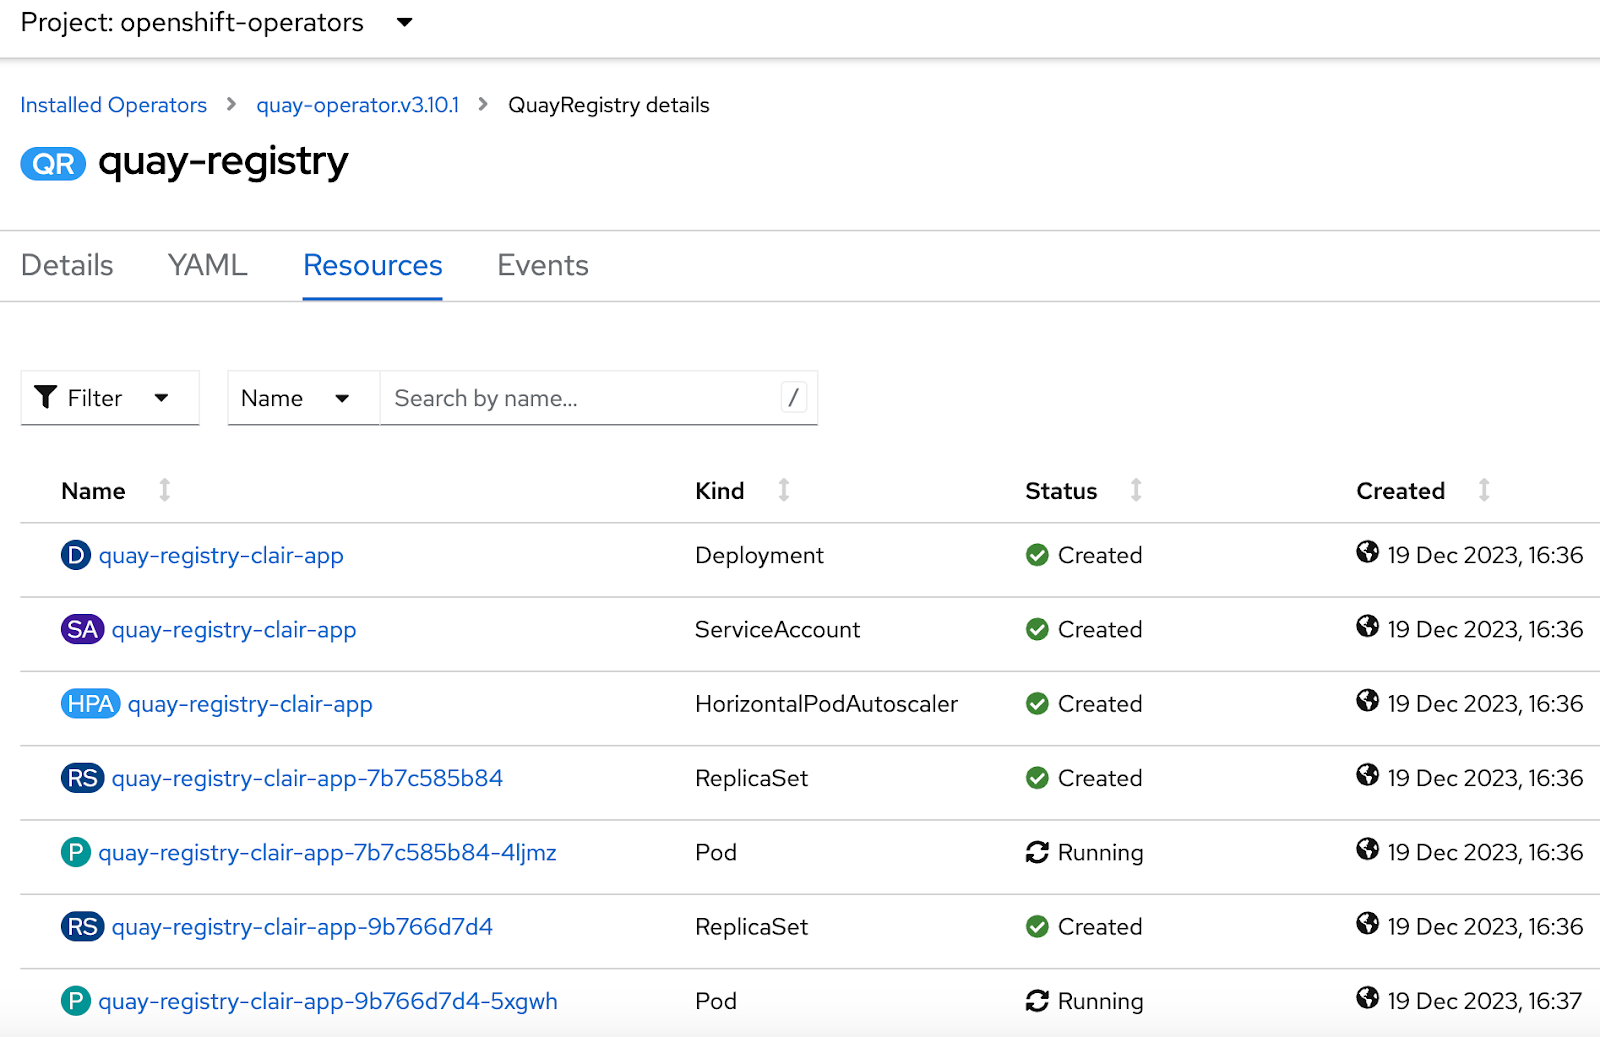 Project: openshift-operators
Installed Operators > quay-operator.v3.10.1 > QuayRegistry details
QR quay-registry
Details YAML Resources Events
Filter Name Search by name... /
Name Kind Status Created
D quay-registry-clair-app Deployment Created 19 Dec 2023, 16:36
SA quay-registry-clair-app ServiceAccount Created 19 Dec 2023, 16:36
HPA quay-registry-clair-app HorizontalPodAutoscaler Created 19 Dec 2023, 16:36
RS quay-registry-clair-app-7b7c585b84 ReplicaSet Created 19 Dec 2023, 16:36
P quay-registry-clair-app-7b7c585b84-4ljmz Pod Running 19 Dec 2023, 16:36
RS quay-registry-clair-app-9b766d7d4 ReplicaSet Created 19 Dec 2023, 16:36
P quay-registry-clair-app-9b766d7d4-5xgwh Pod Running 19 Dec 2023, 16:37